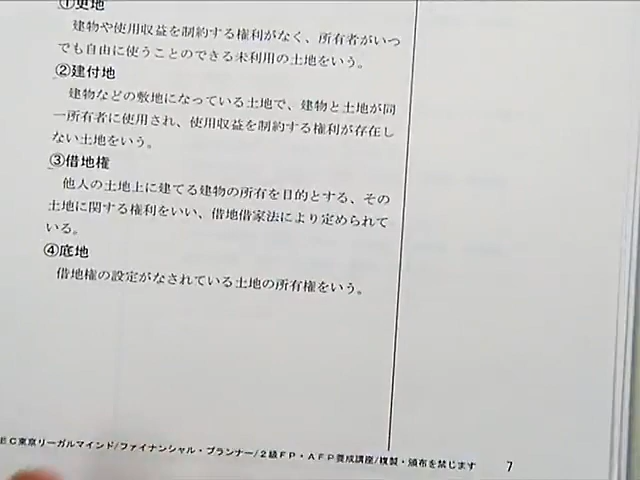 ①更地
建物や使用収益を制約する権利がなく、所有者がいつ
でも自由に使うことのできる未利用の土地をいう。
②建付地
建物などの敷地になっている土地で、建物と土地が同
一所有者に使用され、使用収益を制約する権利が存在し
ない土地をいう。
③借地権
他人の土地上に建てる建物の所有を目的とする、その
土地に関する権利をいい、借地借家法により定められて
いる。
④底地
借地権の設定がなされている土地の所有権をいう。
ＥＣ東京リーガルマインド/ファイナンシャル・プランナー/２級ＦＰ・ＡＦＰ養成講座/複製・頒布を禁じます 7